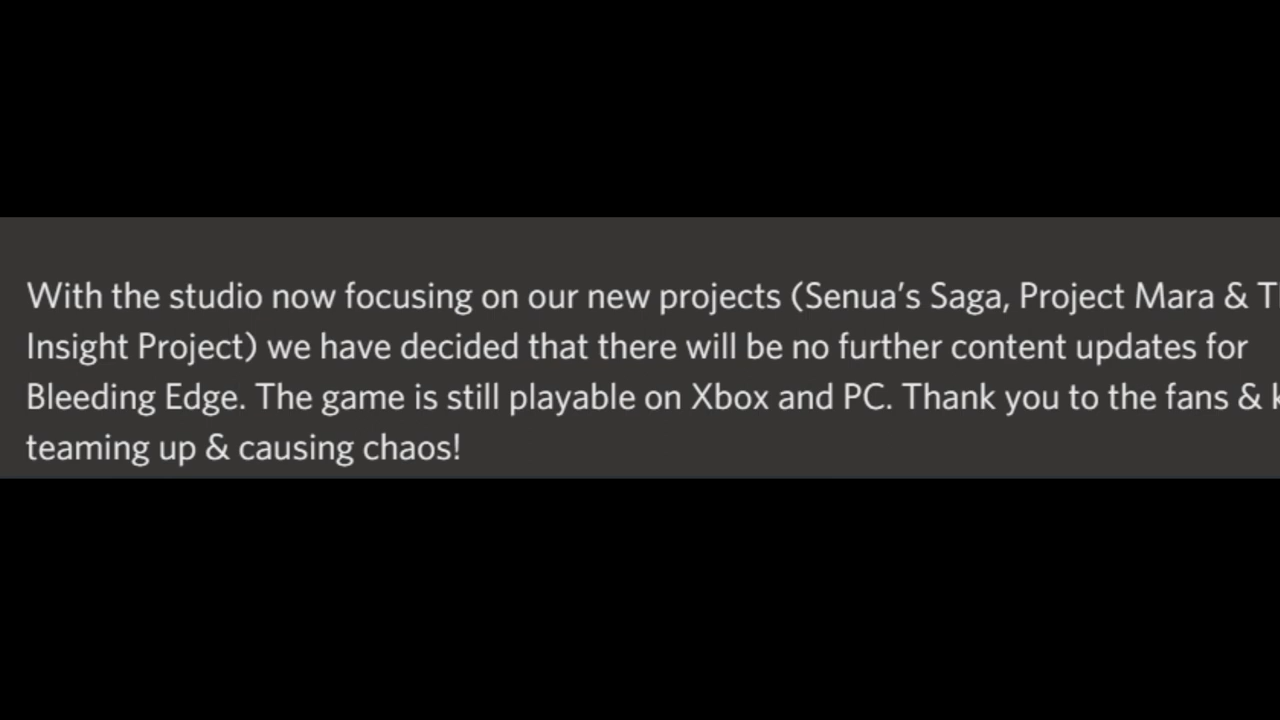 With the studio now focusing on our new projects (Senua’s Saga, Project Mara &
Insight Project) we have decided that there will be no further content updates for
Bleeding Edge. The game is still playable on Xbox and PC. Thank you to the fans &
teaming up & causing chaos!